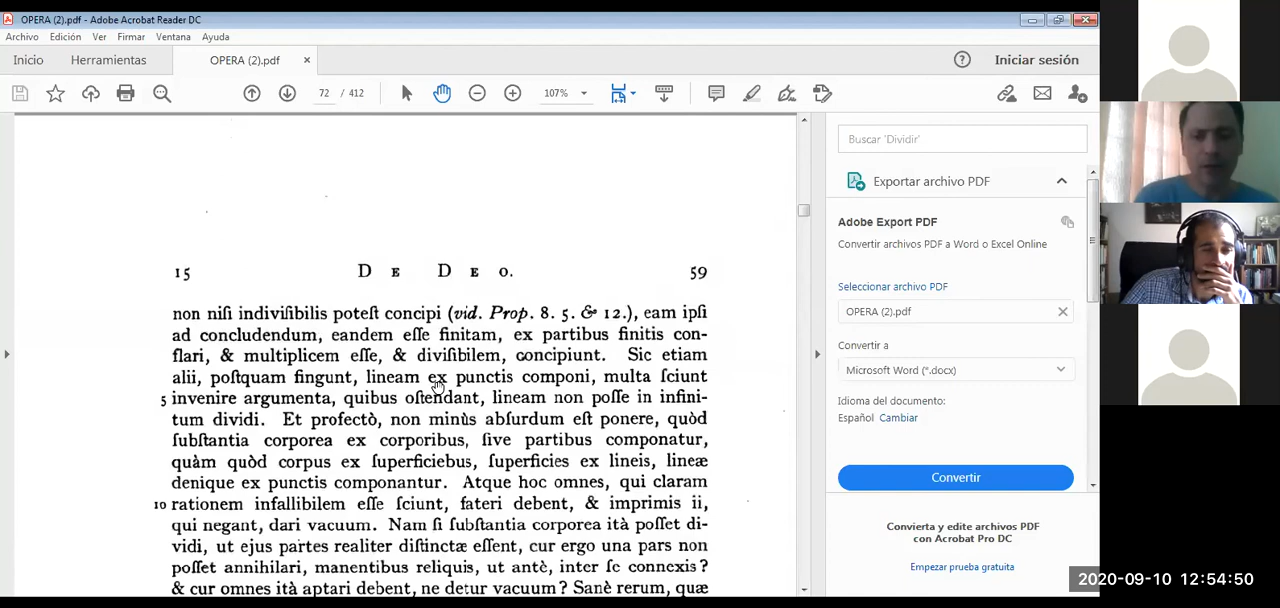 OPERA (2).pdf - Adobe Acrobat Reader DC
Archivo Edición Ver Firmar Ventana Ayuda
Inicio Herramientas OPERA (2).pdf × Iniciar sesión
72 / 412 107%
15 DE DEO. 59
non niſi indiviſibilis poteſt concipi (vid. Prop. 8. 5. & 12.), eam ipſi
ad concludendum, eandem eſſe finitam, ex partibus finitis con-
flari, & multiplicem eſſe, & diviſibilem, concipiunt. Sic etiam
alii, poſtquam fingunt, lineam ex punctis componi, multa ſciunt
5 invenire argumenta, quibus oſtendant, lineam non poſſe in infini-
tum dividi. Et profectò, non minùs abſurdum eſt ponere, quòd
ſubſtantia corporea ex corporibus, ſive partibus componatur,
quàm quòd corpus ex ſuperficiebus, ſuperficies ex lineis, lineæ
denique ex punctis componantur. Atque hoc omnes, qui claram
10 rationem infallibilem eſſe ſciunt, fateri debent, & imprimis ii,
qui negant, dari vacuum. Nam ſi ſubſtantia corporea ità poſſet di-
vidi, ut ejus partes realiter diſtinctæ eſſent, cur ergo una pars non
poſſet annihilari, manentibus reliquis, ut antè, inter ſe connexis?
& cur omnes ità aptari debent, ne detur vacuum? Sanè rerum, quæ
Buscar 'Dividir'
Exportar archivo PDF
Adobe Export PDF
Convertir archivos PDF a Word o Excel Online
Seleccionar archivo PDF
OPERA (2).pdf ×
Convertir a
Microsoft Word (*.docx)
Idioma del documento:
Español Cambiar
Convertir
Convierta y edite archivos PDF
con Acrobat Pro DC
Empezar prueba gratuita
2020-09-10 12:54:50